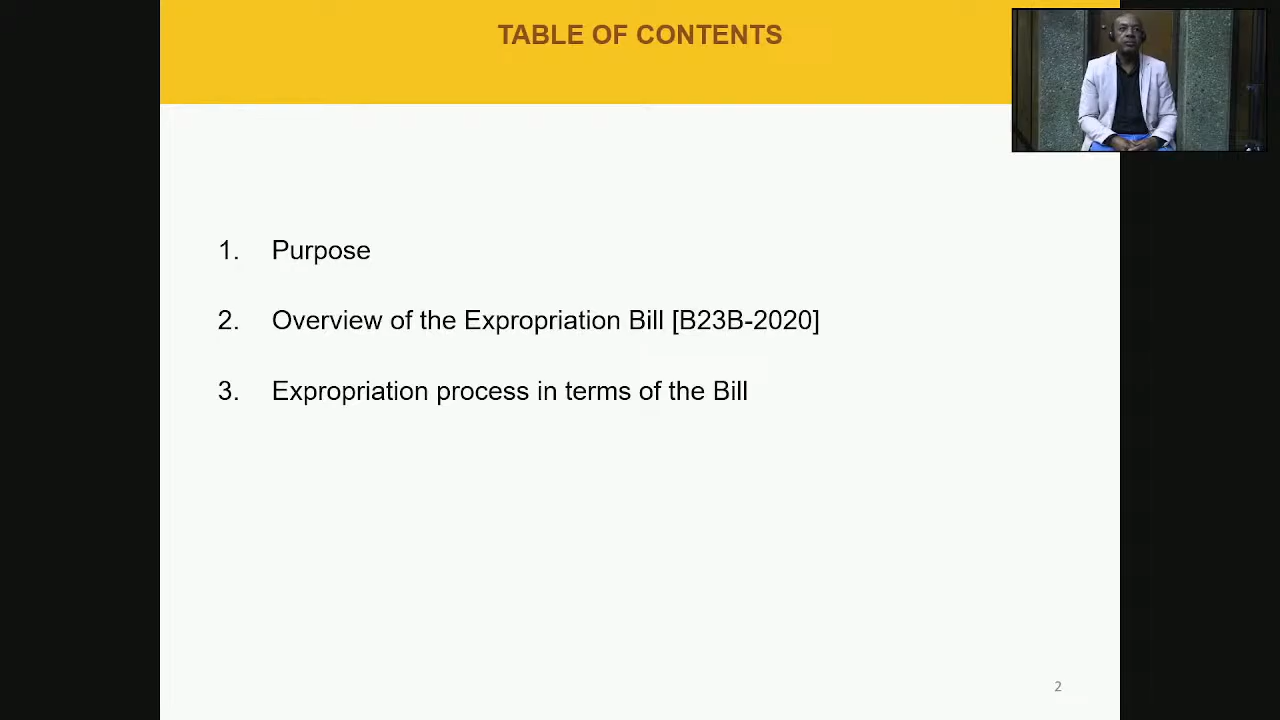 TABLE OF CONTENTS
1. Purpose
2. Overview of the Expropriation Bill [B23B-2020]
3. Expropriation process in terms of the Bill
2